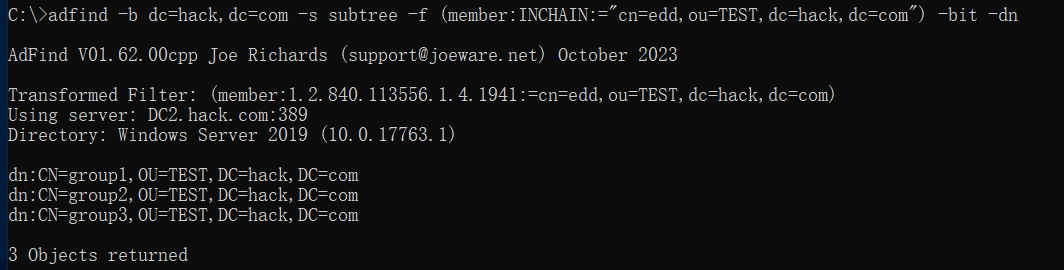 C:\>adfind -b dc=hack,dc=com -s subtree -f (member:INCHAIN:="cn=edd,ou=TEST,dc=hack,dc=com") -bit -dn
AdFind V01.62.00cpp Joe Richards (support@joeware.net) October 2023
Transformed Filter: (member:1.2.840.113556.1.4.1941:=cn=edd,ou=TEST,dc=hack,dc=com)
Using server: DC2.hack.com:389
Directory: Windows Server 2019 (10.0.17763.1)
dn:CN=group1,OU=TEST,DC=hack,DC=com
dn:CN=group2,OU=TEST,DC=hack,DC=com
dn:CN=group3,OU=TEST,DC=hack,DC=com
3 Objects returned